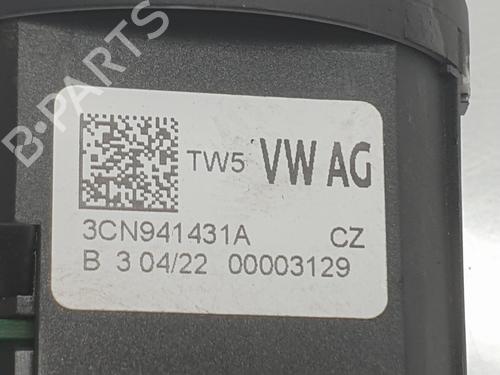 B-PARTS
TW5 VW AG
3CN941431A CZ
B 3 04/22 00003129